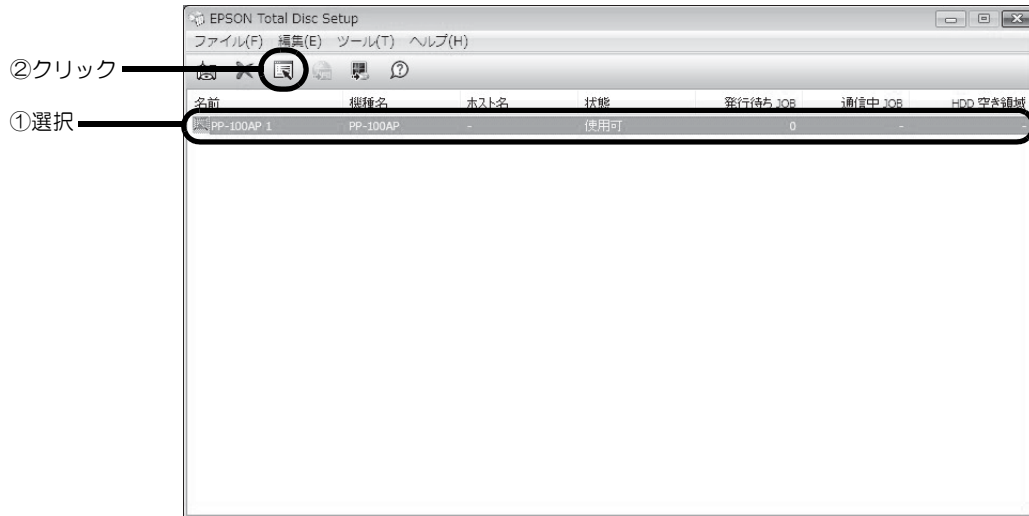 EPSON Total Disc Setup
ファイル(F) 編集(E) ツール(T) ヘルプ(H)
②クリック
名前 機種名 ホスト名 状態 発行待ち JOB 通信中 JOB HDD 空き領域
①選択
PP-100AP 1 PP-100AP - 使用可 0 - -